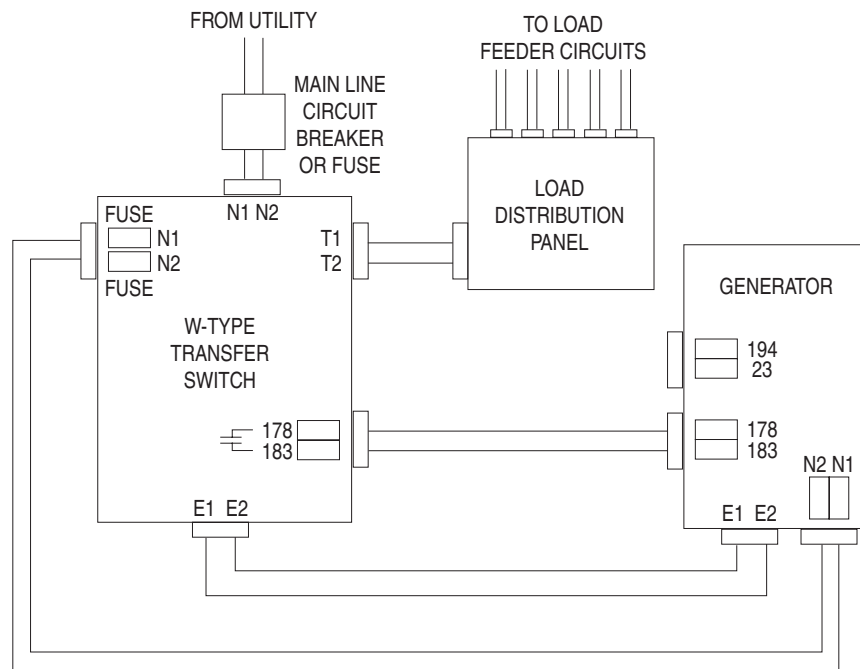 FROM UTILITY
TO LOAD
FEEDER CIRCUITS
MAIN LINE
CIRCUIT
BREAKER
OR FUSE
LOAD
DISTRIBUTION
PANEL
N1 N2
FUSE
N1
N2
FUSE
T1
T2
W-TYPE
TRANSFER
SWITCH
178
183
E1 E2
GENERATOR
194
23
178
183
N2 N1
E1 E2